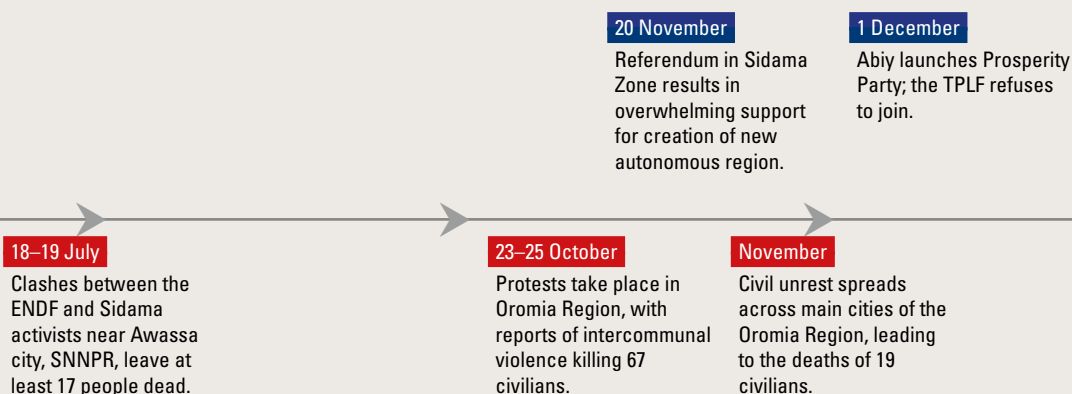 20 November
Referendum in Sidama
Zone results in
overwhelming support
for creation of new
autonomous region.
1 December
Abiy launches Prosperity
Party; the TPLF refuses
to join.
18–19 July
Clashes between the
ENDF and Sidama
activists near Awassa
city, SNNPR, leave at
least 17 people dead.
23–25 October
Protests take place in
Oromia Region, with
reports of intercommunal
violence killing 67
civilians.
November
Civil unrest spreads
across main cities of the
Oromia Region, leading
to the deaths of 19
civilians.